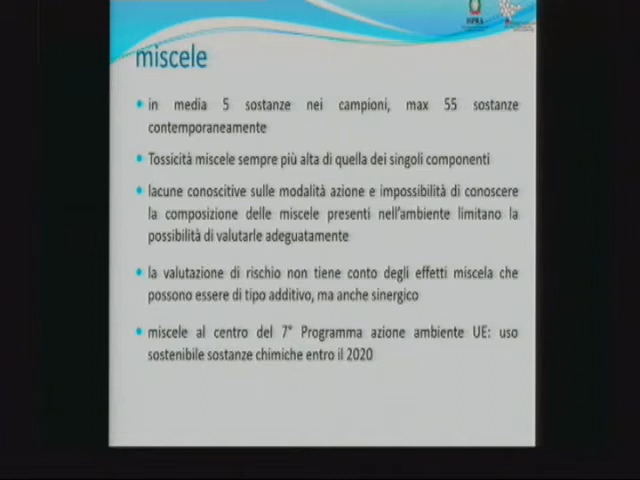 ISPRA
miscele
• in media 5 sostanze nei campioni, max 55 sostanze
contemporaneamente
• Tossicità miscele sempre più alta di quella dei singoli componenti
• lacune conoscitive sulle modalità azione e impossibilità di conoscere
la composizione delle miscele presenti nell'ambiente limitano la
possibilità di valutarle adeguatamente
• la valutazione di rischio non tiene conto degli effetti miscela che
possono essere di tipo additivo, ma anche sinergico
• miscele al centro del 7° Programma azione ambiente UE: uso
sostenibile sostanze chimiche entro il 2020